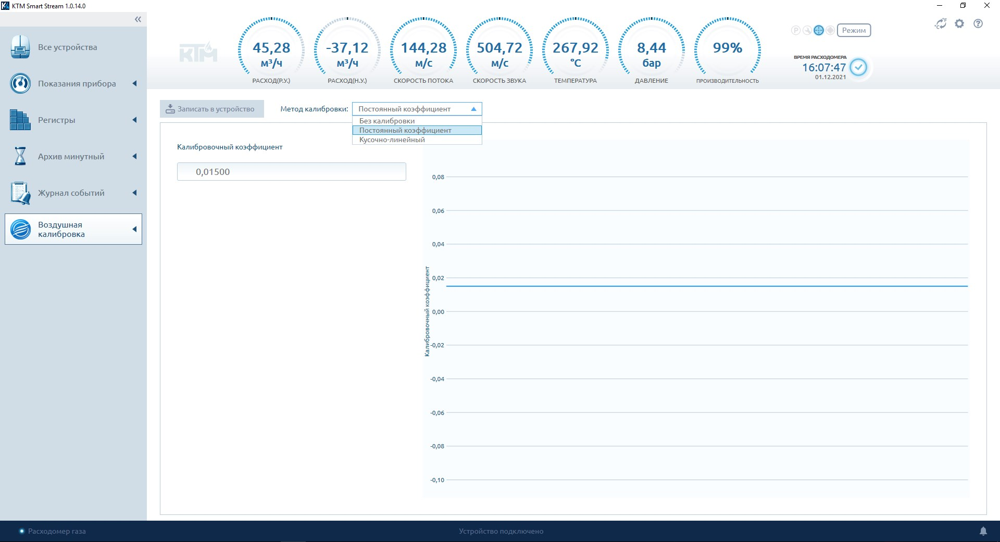 KTM Smart Stream 1.0.14.0
Все устройства
Показания прибора
Регистры
Архив минутный
Журнал событий
Воздушная
калибровка
КТМ
45,28
м³/ч
РАСХОД(Р.У.)
-37,12
м³/ч
РАСХОД(Н.У.)
144,28
м/с
СКОРОСТЬ ПОТОКА
504,72
м/с
СКОРОСТЬ ЗВУКА
267,92
°C
ТЕМПЕРАТУРА
8,44
бар
ДАВЛЕНИЕ
99%
ПРОИЗВОДИТЕЛЬНОСТЬ
P
Режим
ВРЕМЯ РАСХОДОМЕРА
16:07:47
01.12.2021
°C °F
Записать в устройство
Метод калибровки:
Постоянный коэффициент
Без калибровки
Постоянный коэффициент
Кусочно-линейный
Калибровочный коэффициент
0,01500
Калибровочный коэффициент
0,08
0,06
0,04
0,02
0,00
-0,02
-0,04
-0,06
-0,08
-0,10
Расходомер газа
Устройство подключено